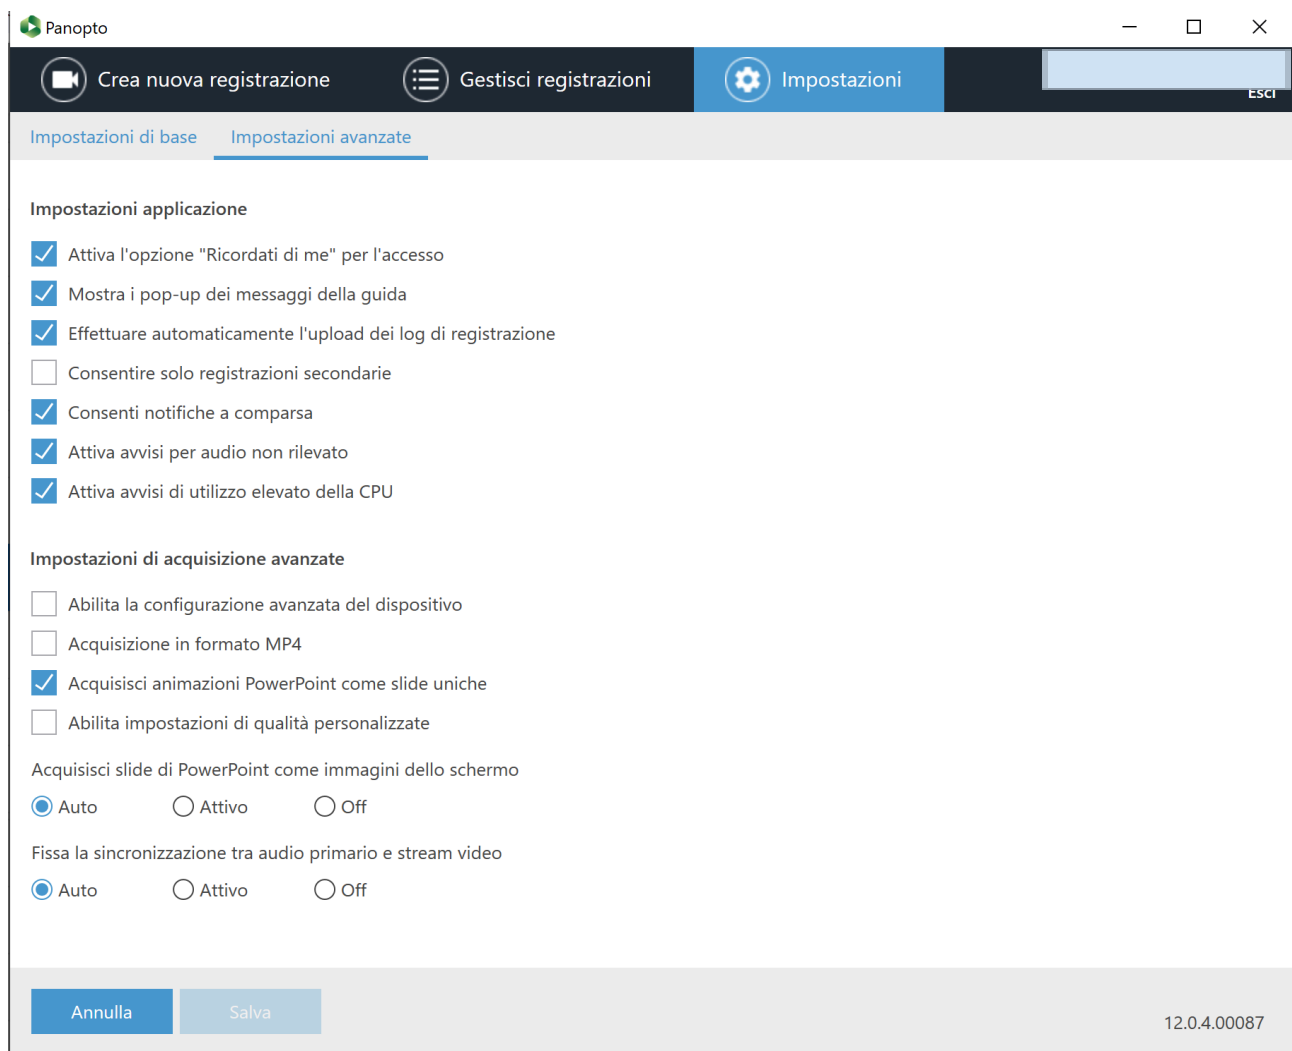 Panopto
Crea nuova registrazione
Gestisci registrazioni
Impostazioni
Esci
Impostazioni di base
Impostazioni avanzate
Impostazioni applicazione
Attiva l'opzione "Ricordati di me" per l'accesso
Mostra i pop-up dei messaggi della guida
Effettuare automaticamente l'upload dei log di registrazione
Consentire solo registrazioni secondarie
Consenti notifiche a comparsa
Attiva avvisi per audio non rilevato
Attiva avvisi di utilizzo elevato della CPU
Impostazioni di acquisizione avanzate
Abilita la configurazione avanzata del dispositivo
Acquisizione in formato MP4
Acquisisci animazioni PowerPoint come slide uniche
Abilita impostazioni di qualità personalizzate
Acquisisci slide di PowerPoint come immagini dello schermo
Auto Attivo Off
Fissa la sincronizzazione tra audio primario e stream video
Auto Attivo Off
Annulla
Salva
12.0.4.00087